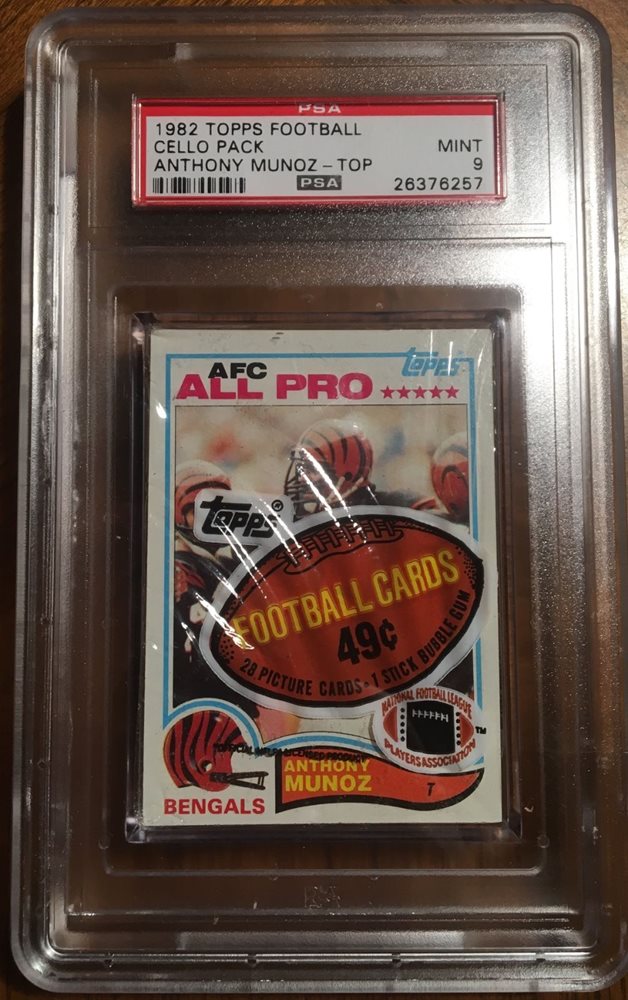 PSA
1982 TOPPS FOOTBALL
CELLO PACK MINT
ANTHONY MUNOZ – TOP 9
PSA 26376257
AFC topps
ALL PRO ★★★★★
topps®
FOOTBALL CARDS
49¢
28 PICTURE CARDS • 1 STICK BUBBLE GUM
NATIONAL FOOTBALL LEAGUE
PLAYERS ASSOCIATION ™
ANTHONY
MUNOZ
T
BENGALS